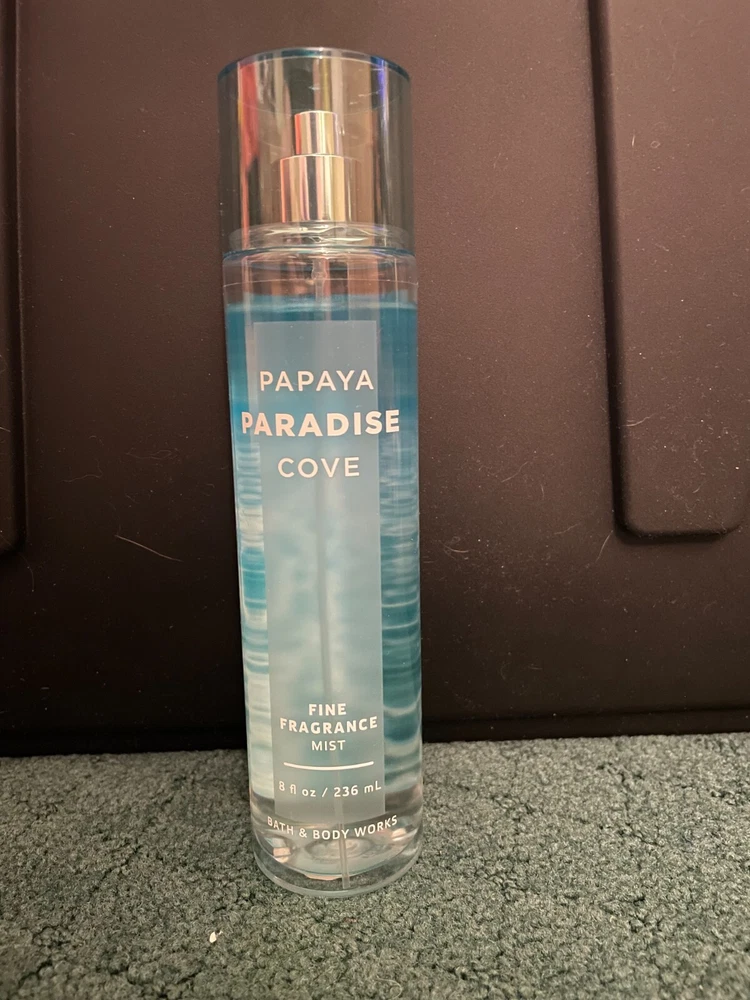 PAPAYA
PARADISE
COVE
FINE
FRAGRANCE
MIST
8 fl oz / 236 mL
BATH & BODY WORKS